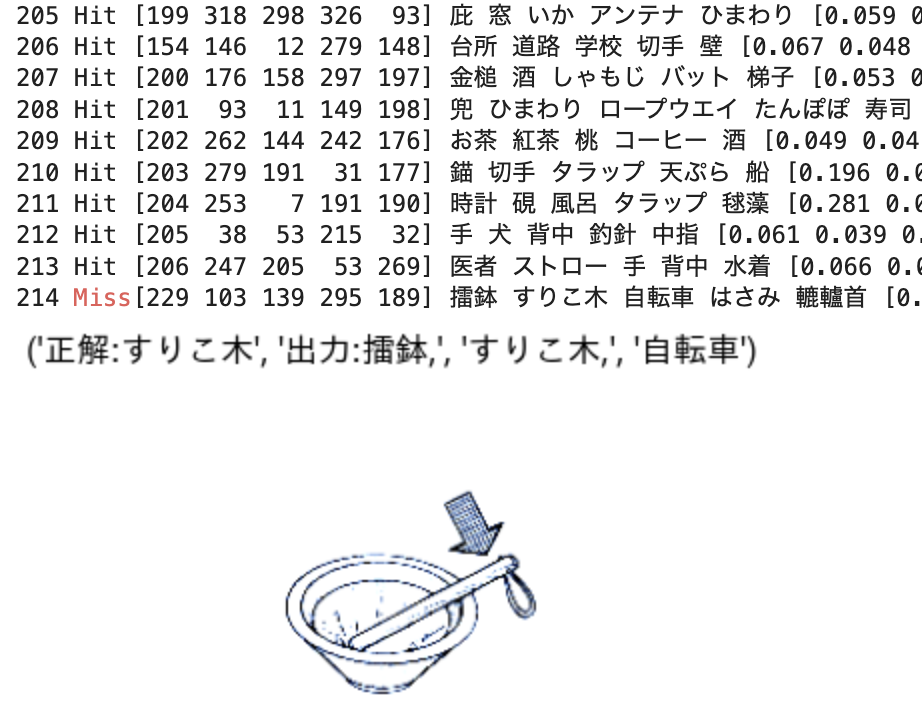 205 Hit [199 318 298 326  93] 庇 窓 いか アンテナ ひまわり [0.059 0
206 Hit [154 146  12 279 148] 台所 道路 学校 切手 壁 [0.067 0.048
207 Hit [200 176 158 297 197] 金槌 酒 しゃもじ バット 梯子 [0.053 0
208 Hit [201  93  11 149 198] 兜 ひまわり ロープウエイ たんぽぽ 寿司
209 Hit [202 262 144 242 176] お茶 紅茶 桃 コーヒー 酒 [0.049 0.04
210 Hit [203 279 191  31 177] 錨 切手 タラップ 天ぷら 船 [0.196 0.0
211 Hit [204 253   7 191 190] 時計 硯 風呂 タラップ 毬藻 [0.281 0.0
212 Hit [205  38  53 215  32] 手 犬 背中 釣針 中指 [0.061 0.039 0.
213 Hit [206 247 205  53 269] 医者 ストロー 手 背中 水着 [0.066 0.0
214 Miss[229 103 139 295 189] 擂鉢 すりこ木 自転車 はさみ 轆轤首 [0.
('正解:すりこ木', '出力:擂鉢,', 'すりこ木,', '自転車')